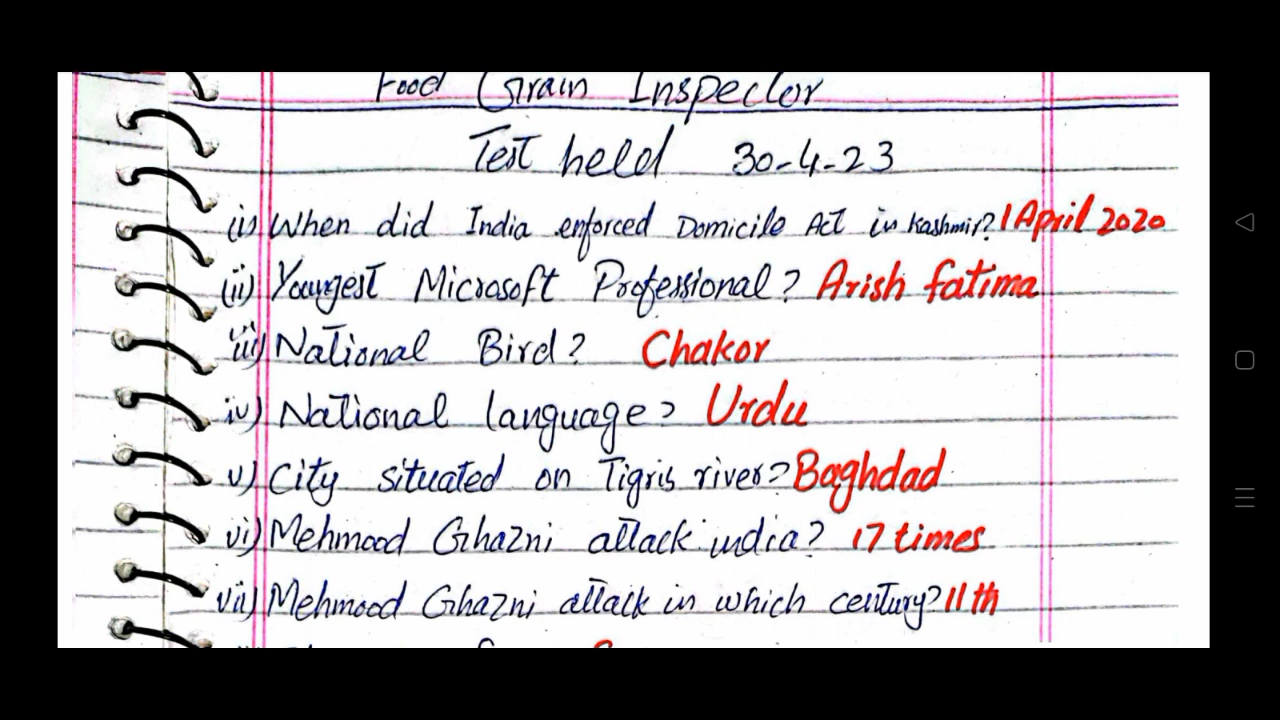 Food Grain Inspector
Test held 30-4-23
(i) When did India enforced Domicile Act in Kashmir? 1 April 2020
(ii) Youngest Microsoft Professional? Arish fatima
iii) National Bird? Chakor
iv) National language? Urdu
v) City situated on Tigris river? Baghdad
vi) Mehmood Ghazni attack india? 17 times
vii) Mehmood Ghazni attack in which century? 11th